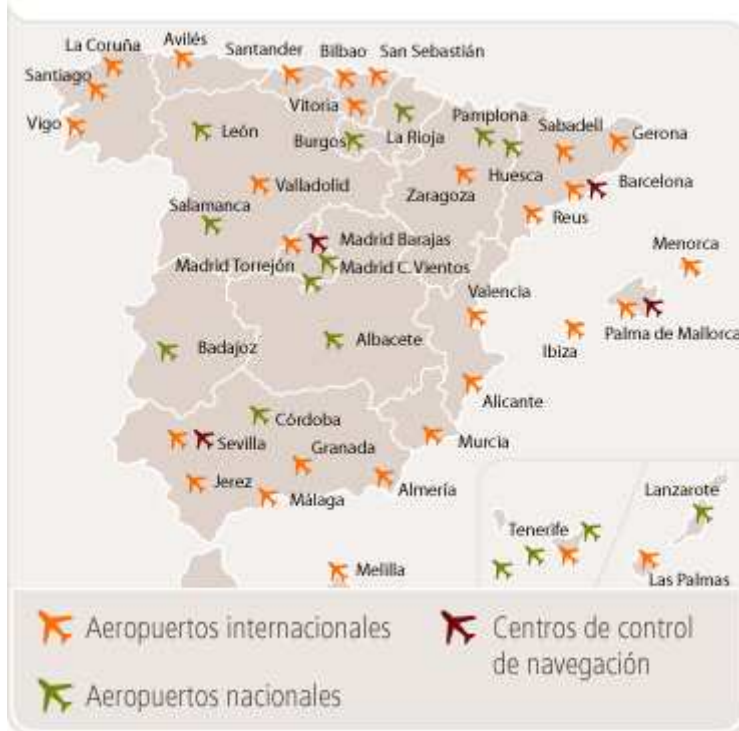 La Coruña
Avilés
Santander
Bilbao
San Sebastián
Santiago
Vitoria
Pamplona
Vigo
León
Burgos
La Rioja
Sabadell
Gerona
Valladolid
Zaragoza
Huesca
Barcelona
Salamanca
Reus
Madrid Barajas
Menorca
Madrid Torrejón
Madrid C. Vientos
Valencia
Badajoz
Albacete
Ibiza
Palma de Mallorca
Alicante
Córdoba
Sevilla
Granada
Murcia
Jerez
Málaga
Almería
Lanzarote
Tenerife
Melilla
Las Palmas
Aeropuertos internacionales
Aeropuertos nacionales
Centros de control
de navegación